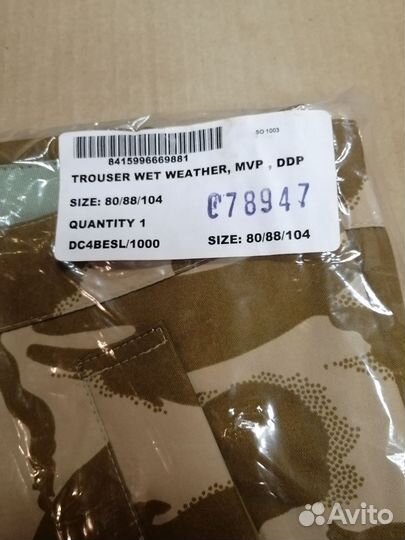 SO 1003
8415996669881
TROUSER WET WEATHER, MVP , DDP
SIZE: 80/88/104
C78947
QUANTITY 1
DC4BESL/1000
SIZE: 80/88/104
Avito